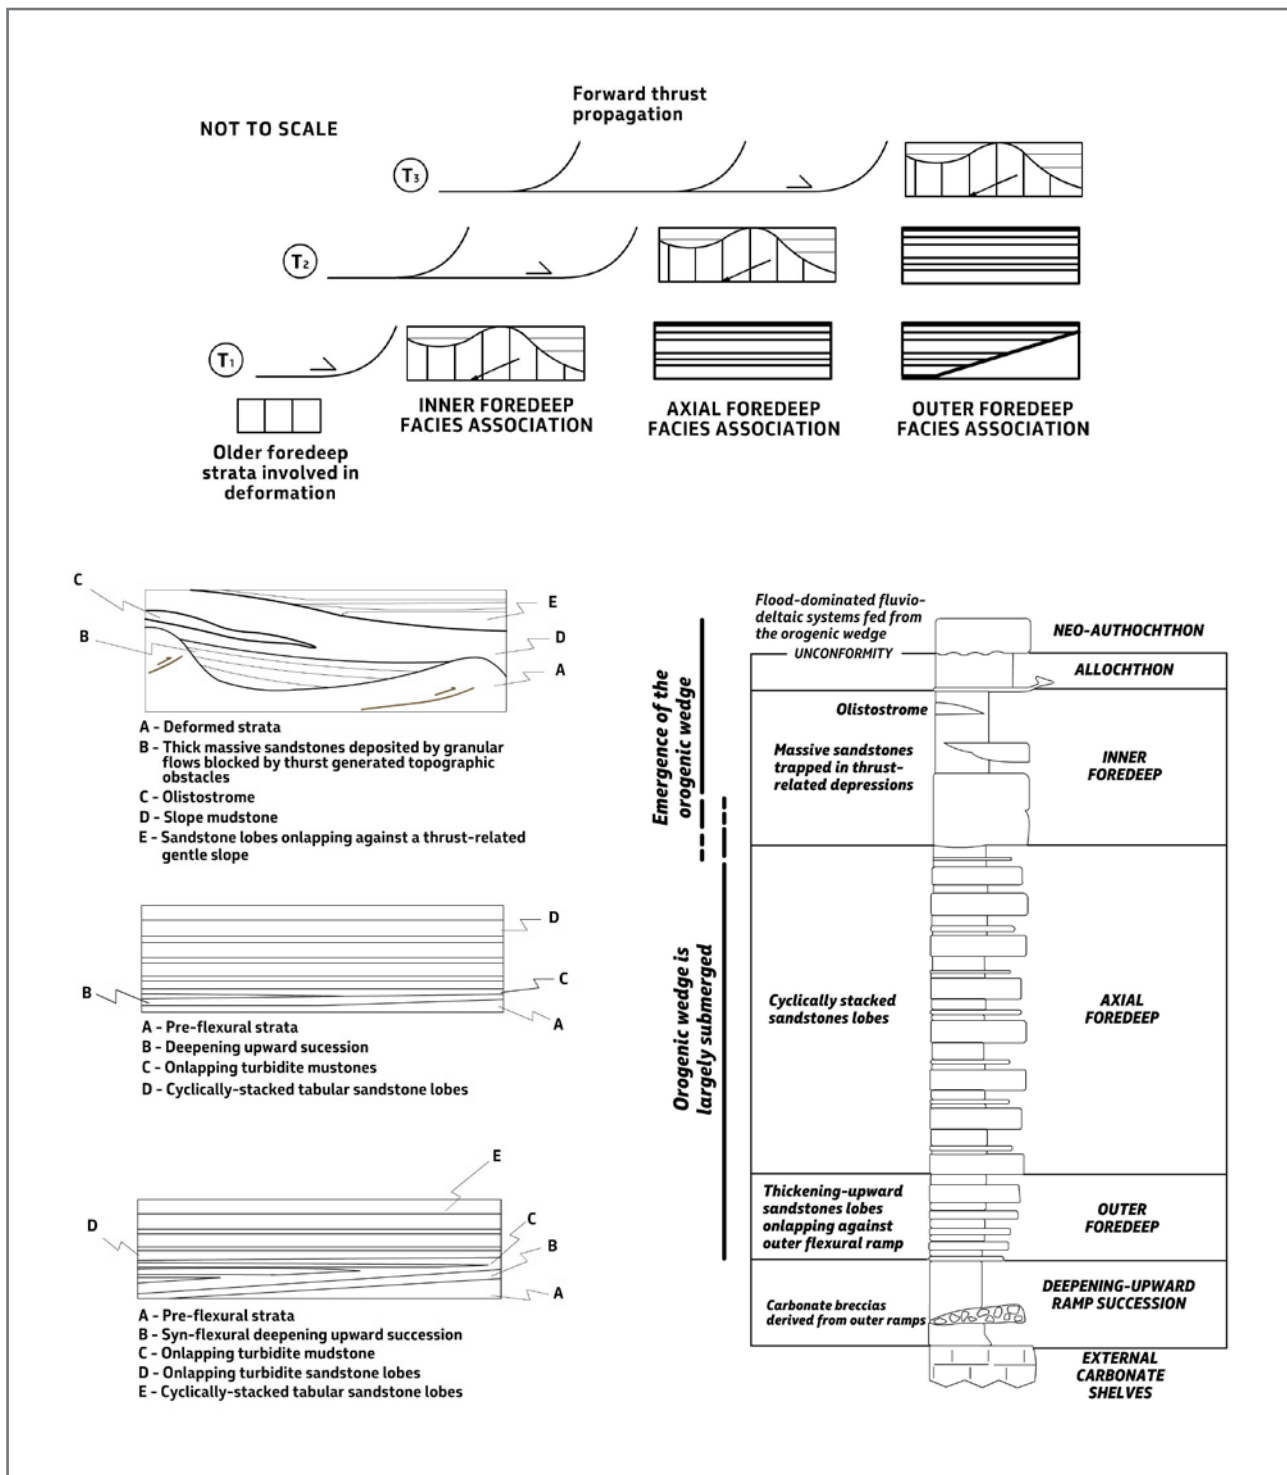 NOT TO SCALE
Forward thrust
propagation
T3
T2
T1
INNER FOREDEEP
FACIES ASSOCIATION
AXIAL FOREDEEP
FACIES ASSOCIATION
OUTER FOREDEEP
FACIES ASSOCIATION
Older foredeep
strata involved in
deformation
C
B
E
D
A
A - Deformed strata
B - Thick massive sandstones deposited by granular
flows blocked by thurst generated topographic
obstacles
C - Olistostrome
D - Slope mudstone
E - Sandstone lobes onlapping against a thrust-related
gentle slope
D
C
B
A
A - Pre-flexural strata
B - Deepening upward sucession
C - Onlapping turbidite mustones
D - Cyclically-stacked tabular sandstone lobes
E
D
C
B
A
A - Pre-flexural strata
B - Syn-flexural deepening upward succession
C - Onlapping turbidite mudstone
D - Onlapping turbidite sandstone lobes
E - Cyclically-stacked tabular sandstone lobes
Emergence of the
orogenic wedge
Orogenic wedge is
largely submerged
Flood-dominated fluvio-
deltaic systems fed from
the orogenic wedge
UNCONFORMITY
NEO-AUTHOCHTHON
ALLOCHTHON
Olistostrome
Massive sandstones
trapped in thrust-
related depressions
INNER
FOREDEEP
Cyclically stacked
sandstones lobes
AXIAL
FOREDEEP
Thickening-upward
sandstones lobes
onlapping against
outer flexural ramp
OUTER
FOREDEEP
Carbonate breccias
derived from outer ramps
DEEPENING-UPWARD
RAMP SUCCESSION
EXTERNAL
CARBONATE
SHELVES